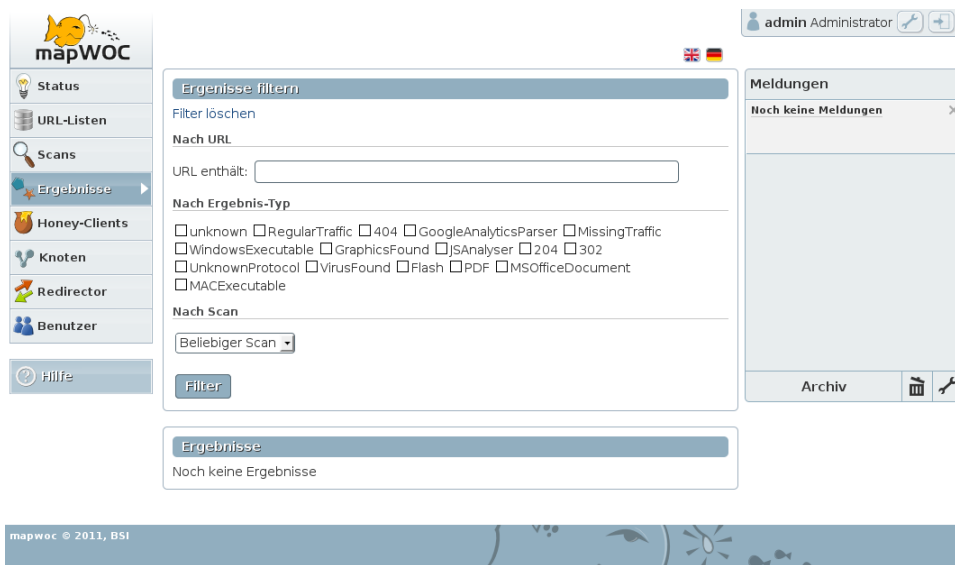 mapWOC
admin Administrator
Status
URL-Listen
Scans
Ergebnisse
Honey-Clients
Knoten
Redirector
Benutzer
Hilfe
Ergenisse filtern
Filter löschen
Nach URL
URL enthält:
Nach Ergebnis-Typ
unknown RegularTraffic 404 GoogleAnalyticsParser MissingTraffic
WindowsExecutable GraphicsFound JSAnalyser 204 302
UnknownProtocol VirusFound Flash PDF MSOfficeDocument
MACExecutable
Nach Scan
Beliebiger Scan
Filter
Ergebnisse
Noch keine Ergebnisse
Meldungen
Noch keine Meldungen
Archiv
mapwoc © 2011, BSI